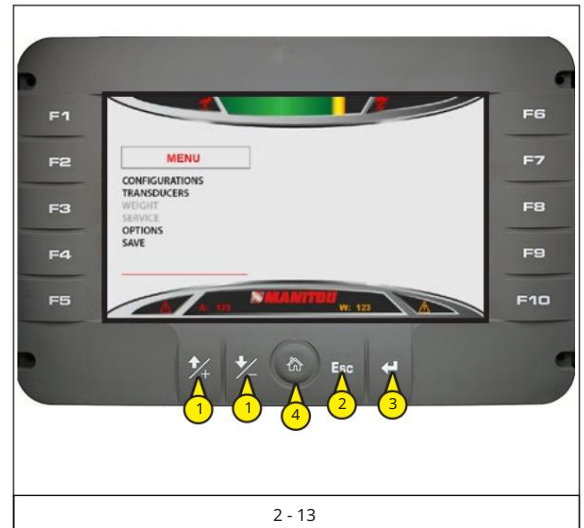 F1
F2
F3
F4
F5
F6
F7
F8
F9
F10
MENU
CONFIGURATIONS
TRANSDUCERS
WEIGHT
SERVICE
OPTIONS
SAVE
A: 123
MANITOU
W: 123
+
-
Esc
1
1
4
2
3
2 - 13